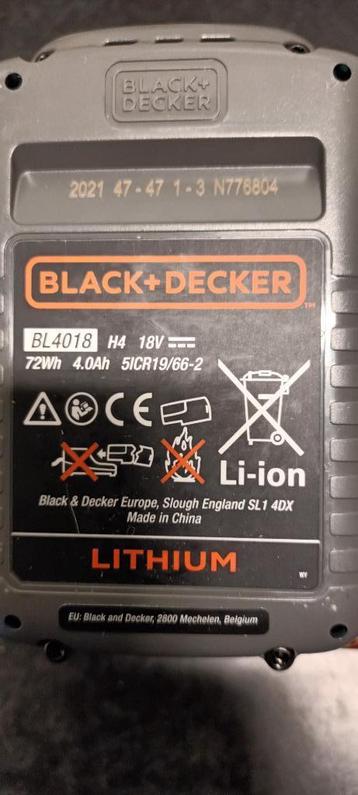 BLACK+
DECKER
2021 47-47 1-3 N776804
BLACK+DECKER™
BL4018 H4 18V
72Wh 4.0Ah 5ICR19/66-2
CE
Li-ion
Black & Decker Europe, Slough England SL1 4DX
Made in China
LITHIUM
EU: Black and Decker, 2800 Mechelen, Belgium